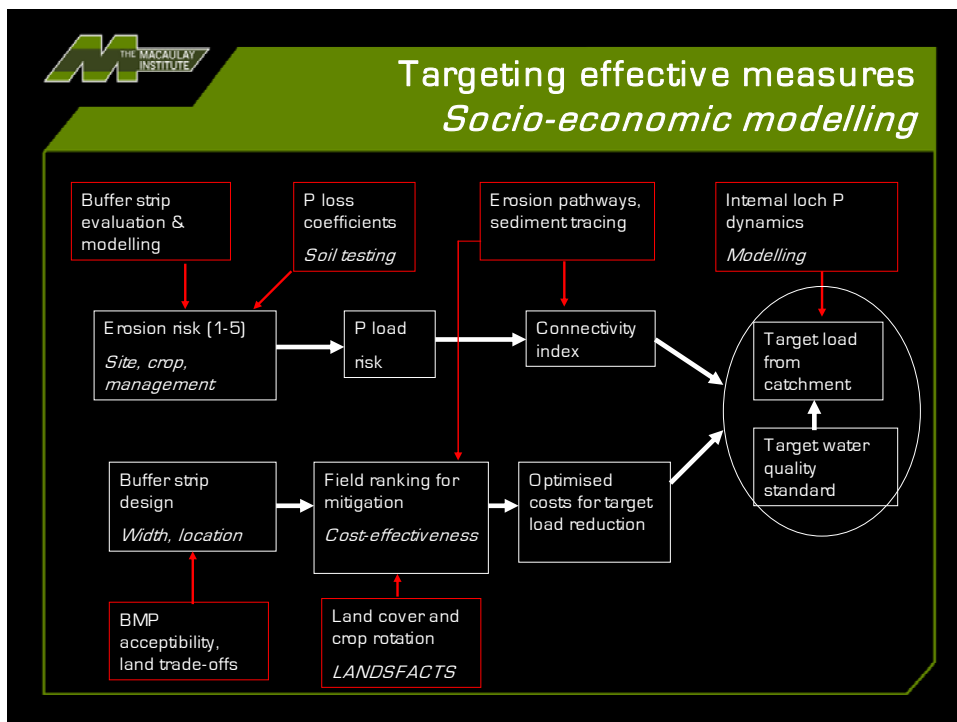 THE MACAULAY
INSTITUTE
Targeting effective measures
Socio-economic modelling
Buffer strip
evaluation &
modelling
P loss
coefficients
Soil testing
Erosion pathways,
sediment tracing
Internal loch P
dynamics
Modelling
Erosion risk (1-5)
Site, crop,
management
P load
risk
Connectivity
index
Target load
from
catchment
Target water
quality
standard
Buffer strip
design
Width, location
Field ranking for
mitigation
Cost-effectiveness
Optimised
costs for target
load reduction
BMP
acceptibility,
land trade-offs
Land cover and
crop rotation
LANDSFACTS